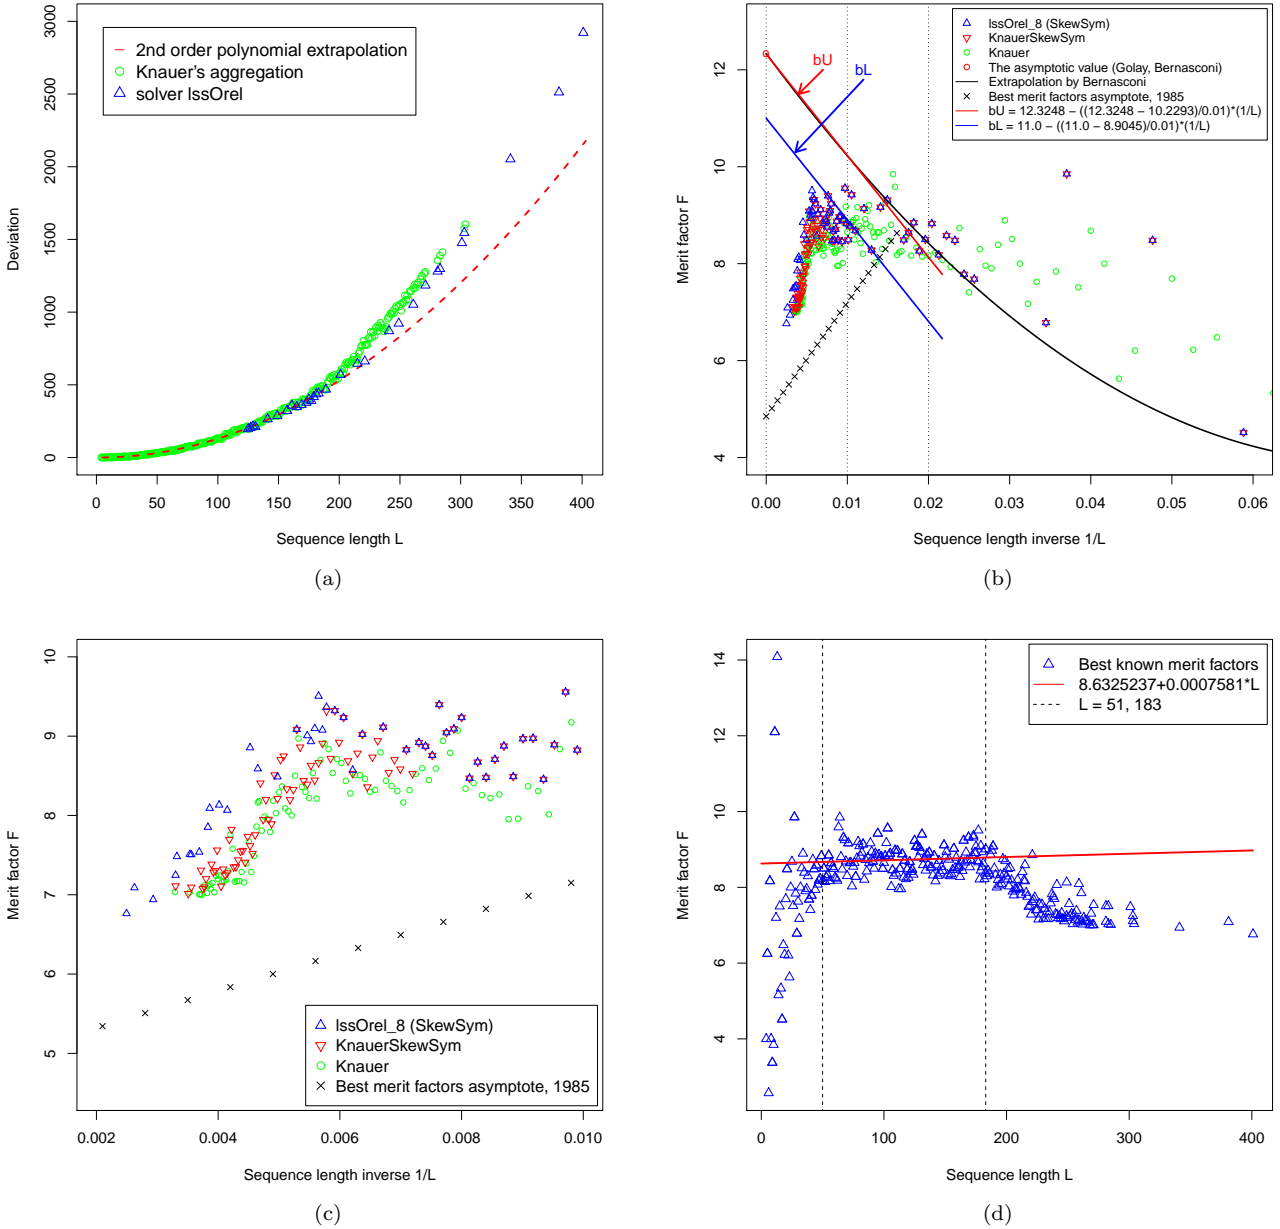 3000
2500
2000
1500
1000
500
0
Deviation
2nd order polynomial extrapolation
Knauer's aggregation
solver lssOrel
0 50 100 150 200 250 300 350 400
Sequence length L
(a)
12
10
8
6
4
Merit factor F
bU
bL
lssOrel_8 (SkewSym)
KnauerSkewSym
Knauer
The asymptotic value (Golay, Bernasconi)
Extrapolation by Bernasconi
Best merit factors asymptote, 1985
bU = 12.3248 − ((12.3248 − 10.2293)/0.01)*(1/L)
bL = 11.0 − ((11.0 − 8.9045)/0.01)*(1/L)
0.00 0.01 0.02 0.03 0.04 0.05 0.06
Sequence length inverse 1/L
(b)
10
9
8
7
6
5
Merit factor F
lssOrel_8 (SkewSym)
KnauerSkewSym
Knauer
Best merit factors asymptote, 1985
0.002 0.004 0.006 0.008 0.010
Sequence length inverse 1/L
(c)
14
12
10
8
6
4
Merit factor F
Best known merit factors
8.6325237+0.0007581*L
L = 51, 183
0 100 200 300 400
Sequence length L
(d)